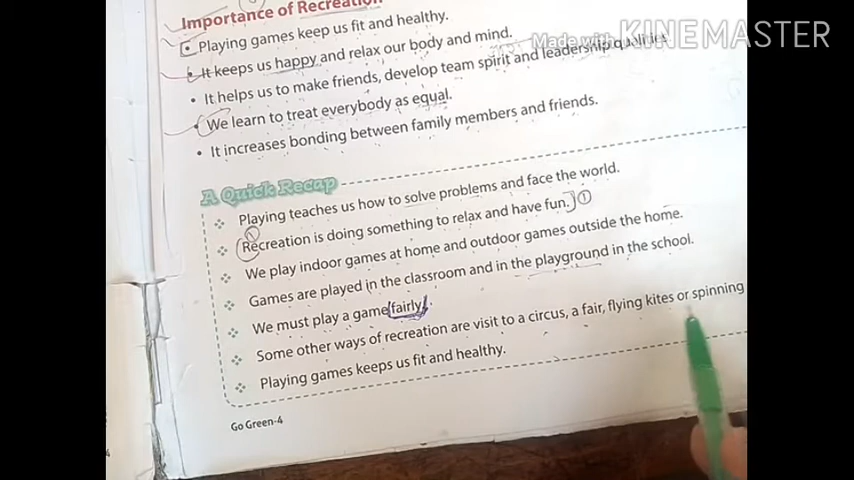 Importance of Recreation
• Playing games keep us fit and healthy.
Made with KINEMASTER
• It keeps us happy and relax our body and mind.
• It helps us to make friends, develop team spirit and leadership qualities.
• We learn to treat everybody as equal.
• It increases bonding between family members and friends.
A Quick Recap
Playing teaches us how to solve problems and face the world.
Recreation is doing something to relax and have fun. 1
We play indoor games at home and outdoor games outside the home.
Games are played in the classroom and in the playground in the school.
We must play a game fairly.
Some other ways of recreation are visit to a circus, a fair, flying kites or spinning
Playing games keeps us fit and healthy.
Go Green-4